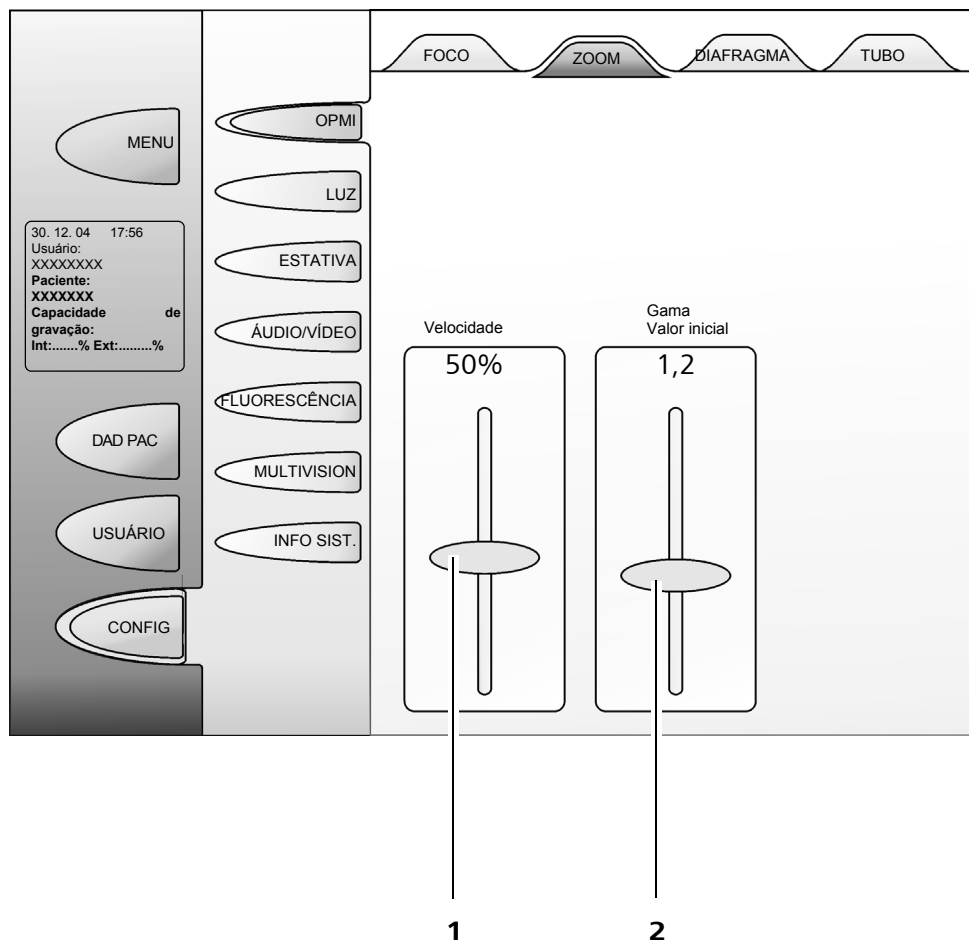 FOCO
ZOOM
DIAFRAGMA
TUBO
MENU
30. 12. 04 17:56
Usuário:
XXXXXXXX
Paciente:
XXXXXXX
Capacidade de
gravação:
Int:.......% Ext:.........%
DAD PAC
USUÁRIO
CONFIG
OPMI
LUZ
ESTATIVA
ÁUDIO/VÍDEO
FLUORESCÊNCIA
MULTIVISION
INFO SIST.
Velocidade
50%
Gama
Valor inicial
1,2
1
2